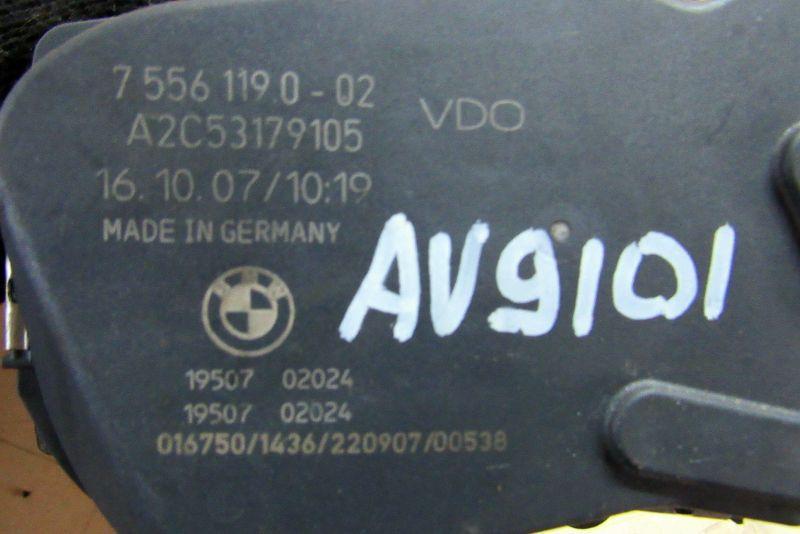 7 556 119.0-02
VDO
A2C53179105
16.10.07/10:19
MADE IN GERMANY
AV9101
BMW
19507 02024
19507 02024
016750/1436/220907/00538